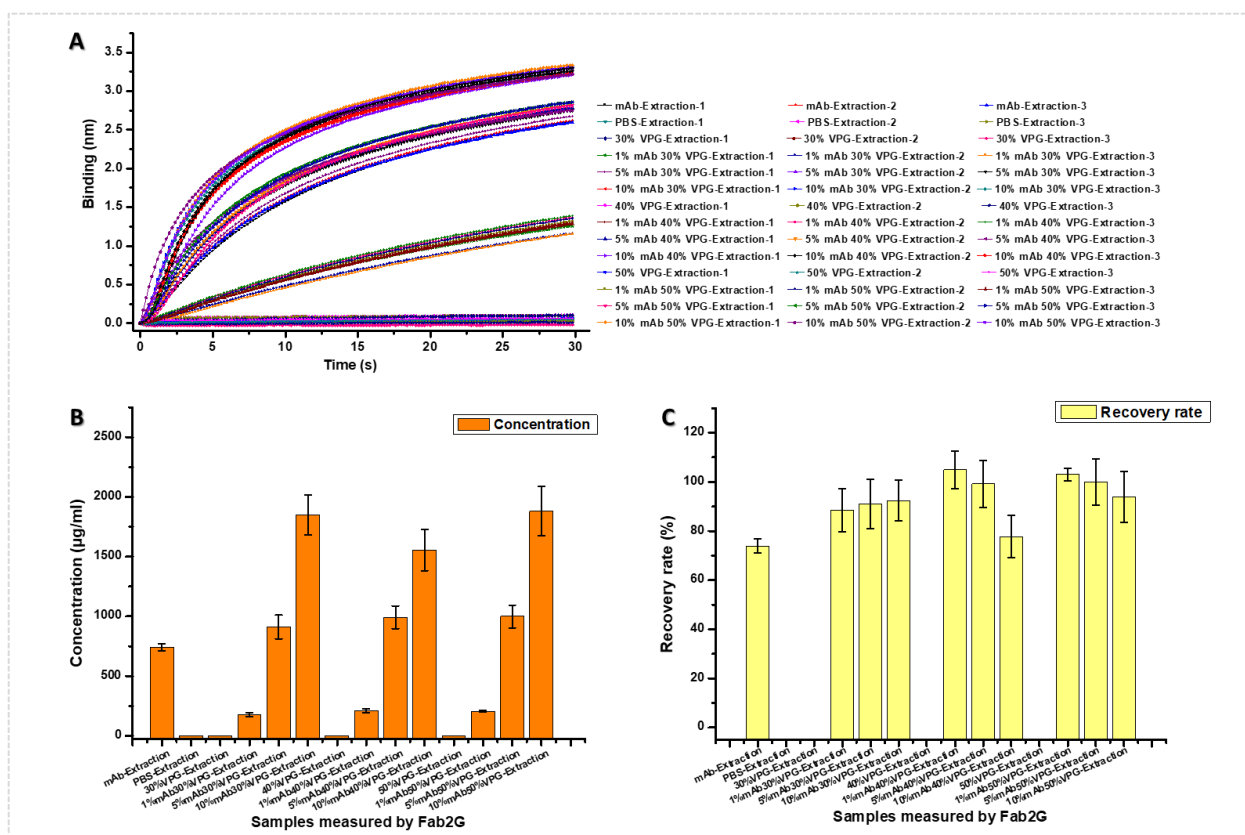 A
3.5
3.0
2.5
2.0
1.5
1.0
0.5
0.0
Binding (nm)
0 5 10 15 20 25 30
Time (s)
mAb-Extraction-1 mAb-Extraction-2 mAb-Extraction-3
PBS-Extraction-1 PBS-Extraction-2 PBS-Extraction-3
30% VPG-Extraction-1 30% VPG-Extraction-2 30% VPG-Extraction-3
1% mAb 30% VPG-Extraction-1 1% mAb 30% VPG-Extraction-2 1% mAb 30% VPG-Extraction-3
5% mAb 30% VPG-Extraction-1 5% mAb 30% VPG-Extraction-2 5% mAb 30% VPG-Extraction-3
10% mAb 30% VPG-Extraction-1 10% mAb 30% VPG-Extraction-2 10% mAb 30% VPG-Extraction-3
40% VPG-Extraction-1 40% VPG-Extraction-2 40% VPG-Extraction-3
1% mAb 40% VPG-Extraction-1 1% mAb 40% VPG-Extraction-2 1% mAb 40% VPG-Extraction-3
5% mAb 40% VPG-Extraction-1 5% mAb 40% VPG-Extraction-2 5% mAb 40% VPG-Extraction-3
10% mAb 40% VPG-Extraction-1 10% mAb 40% VPG-Extraction-2 10% mAb 40% VPG-Extraction-3
50% VPG-Extraction-1 50% VPG-Extraction-2 50% VPG-Extraction-3
1% mAb 50% VPG-Extraction-1 1% mAb 50% VPG-Extraction-2 1% mAb 50% VPG-Extraction-3
5% mAb 50% VPG-Extraction-1 5% mAb 50% VPG-Extraction-2 5% mAb 50% VPG-Extraction-3
10% mAb 50% VPG-Extraction-1 10% mAb 50% VPG-Extraction-2 10% mAb 50% VPG-Extraction-3
B
Concentration
2500
2000
1500
1000
500
0
Concentration (µg/ml)
mAb-Extraction
PBS-Extraction
30%VPG-Extraction
1%mAb30%VPG-Extraction
5%mAb30%VPG-Extraction
10%mAb30%VPG-Extraction
40%VPG-Extraction
1%mAb40%VPG-Extraction
5%mAb40%VPG-Extraction
10%mAb40%VPG-Extraction
50%VPG-Extraction
1%mAb50%VPG-Extraction
5%mAb50%VPG-Extraction
10%mAb50%VPG-Extraction
Samples measured by Fab2G
C
Recovery rate
120
100
80
60
40
20
0
Recovery rate (%)
mAb-Extraction
PBS-Extraction
30%VPG-Extraction
1%mAb30%VPG-Extraction
5%mAb30%VPG-Extraction
10%mAb30%VPG-Extraction
40%VPG-Extraction
1%mAb40%VPG-Extraction
5%mAb40%VPG-Extraction
10%mAb40%VPG-Extraction
50%VPG-Extraction
1%mAb50%VPG-Extraction
5%mAb50%VPG-Extraction
10%mAb50%VPG-Extraction
Samples measured by Fab2G